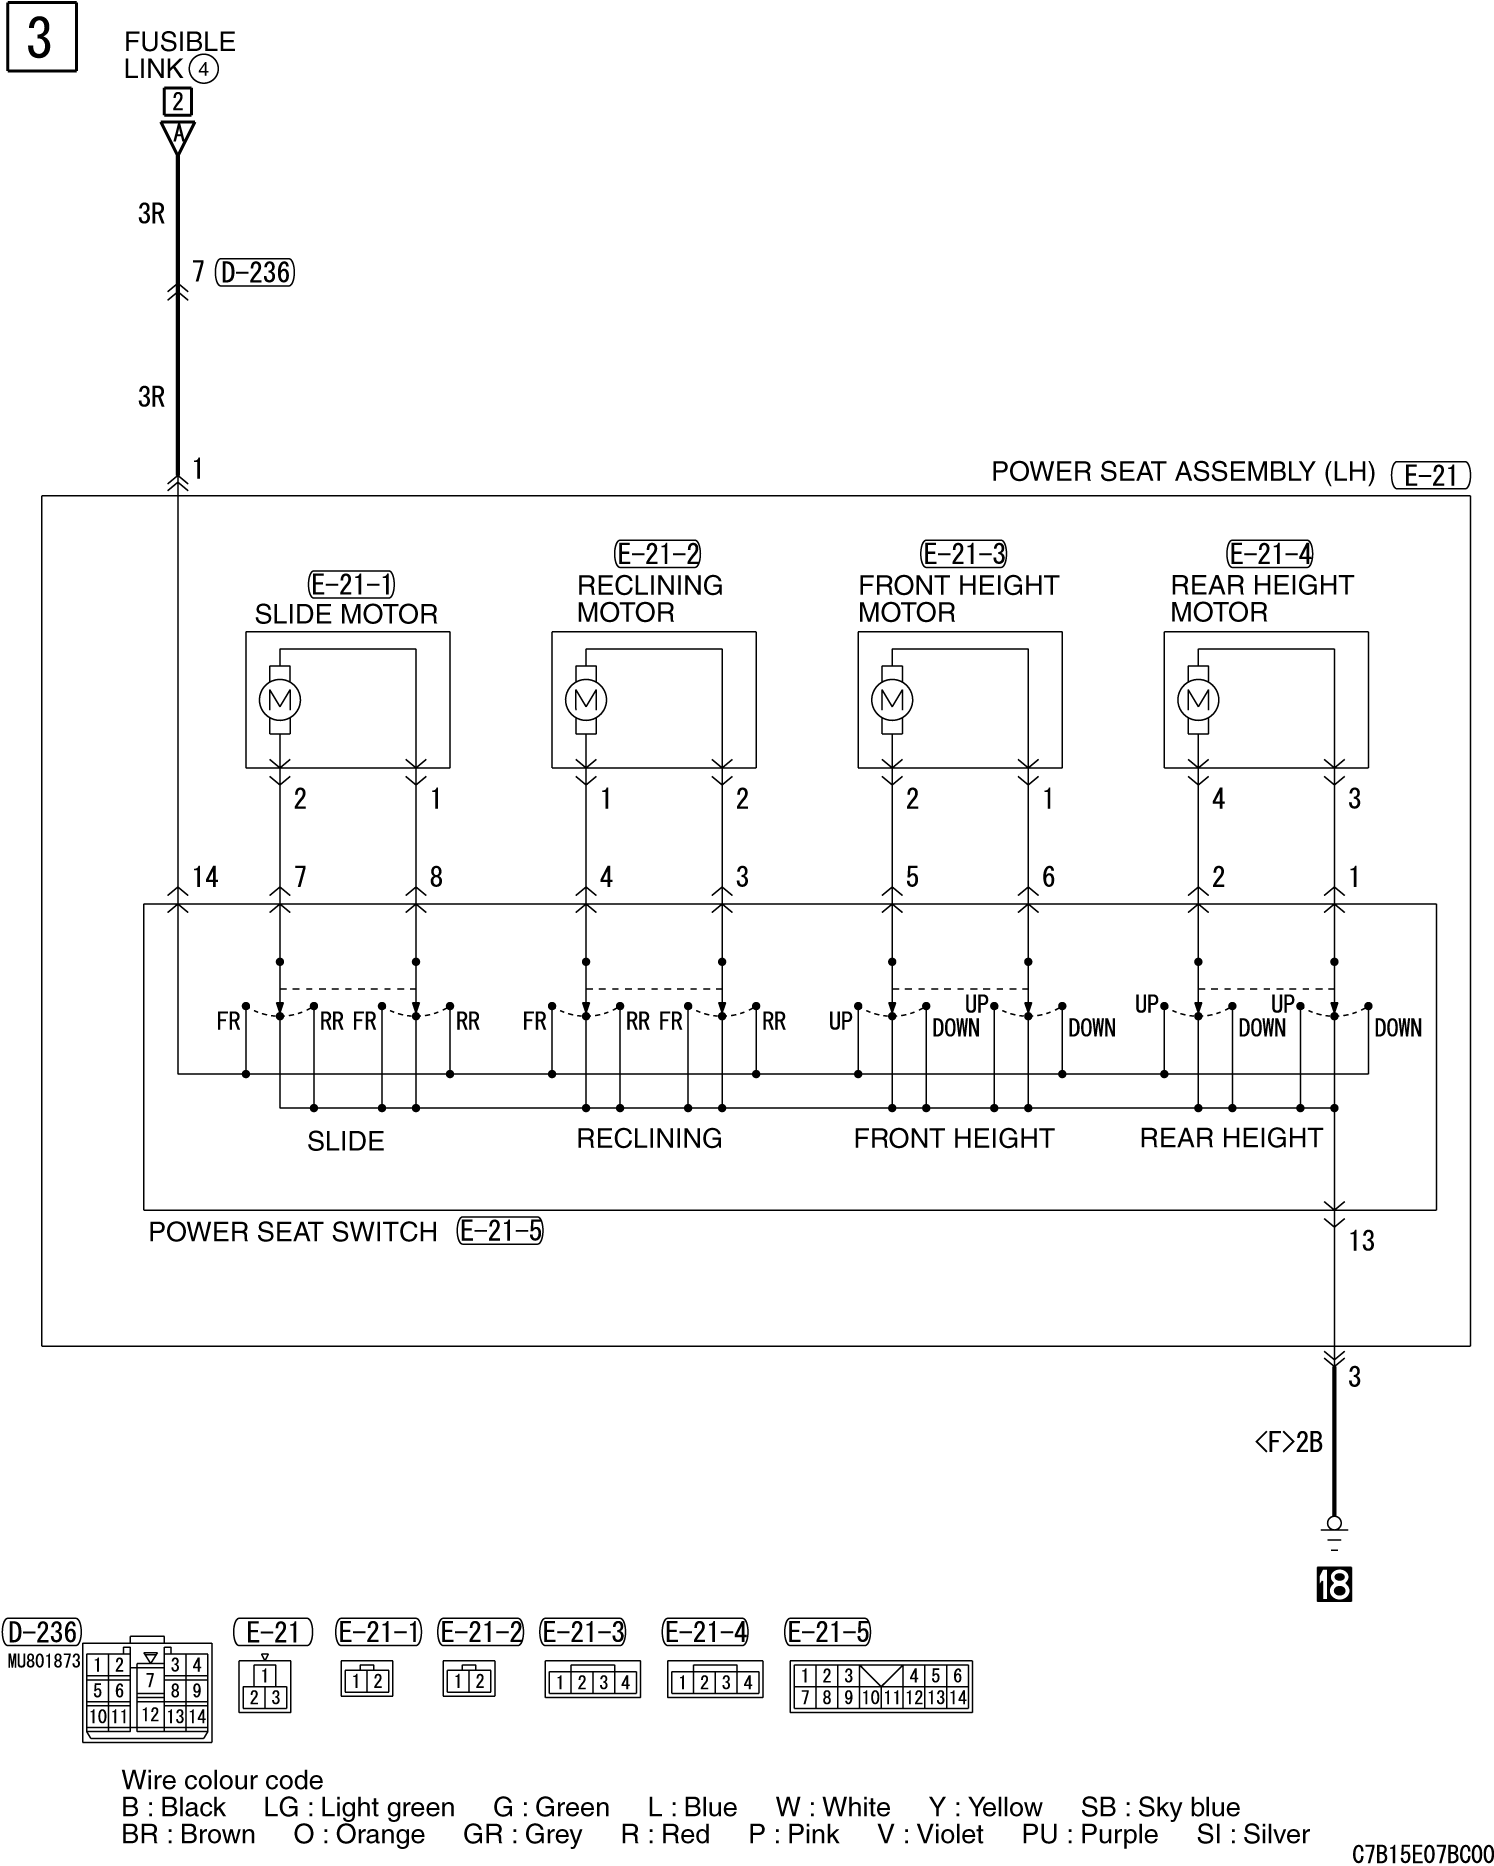 3
FUSIBLE
LINK 4
2
A
3R
7 D-236
3R
1
POWER SEAT ASSEMBLY (LH) E-21
E-21-1
SLIDE MOTOR
E-21-2
RECLINING
MOTOR
E-21-3
FRONT HEIGHT
MOTOR
E-21-4
REAR HEIGHT
MOTOR
M M M M
2 1 1 2 2 1 4 3
14 7 8 4 3 5 6 2 1
FR RR FR RR FR RR FR RR UP DOWN UP DOWN UP DOWN UP DOWN
SLIDE RECLINING FRONT HEIGHT REAR HEIGHT
POWER SEAT SWITCH E-21-5
13
3
<F>2B
18
D-236
MU801873
1 2 3 4
7
5 6 8 9
10 11 12 13 14
E-21
1
2 3
E-21-1
1 2
E-21-2
1 2
E-21-3
1 2 3 4
E-21-4
1 2 3 4
E-21-5
1 2 3 4 5 6
7 8 9 10 11 12 13 14
Wire colour code
B : Black LG : Light green G : Green L : Blue W : White Y : Yellow SB : Sky blue
BR : Brown O : Orange GR : Grey R : Red P : Pink V : Violet PU : Purple SI : Silver
C7B15E07BC00